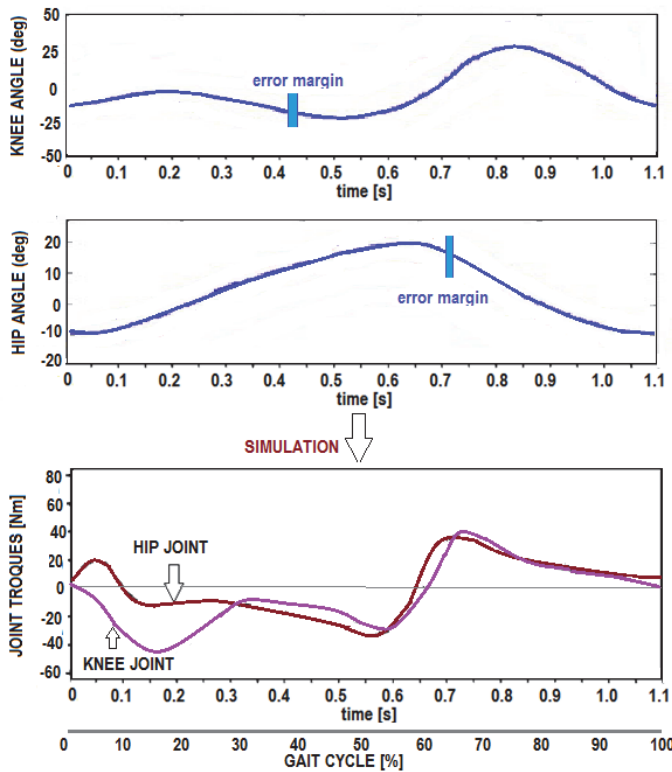 KNEE ANGLE (deg)
50
25
0
-25
-50
error margin
0 0.1 0.2 0.3 0.4 0.5 0.6 0.7 0.8 0.9 1.0 1.1
time [s]
HIP ANGLE (deg)
20
10
0
-10
-20
error margin
0 0.1 0.2 0.3 0.4 0.5 0.6 0.7 0.8 0.9 1.0 1.1
time [s]
SIMULATION
JOINT TROQUES [Nm]
80
60
40
20
0
-20
-40
-60
HIP JOINT
KNEE JOINT
0 0.1 0.2 0.3 0.4 0.5 0.6 0.7 0.8 0.9 1.0 1.1
time [s]
0 10 20 30 40 50 60 70 80 90 100
GAIT CYCLE [%]